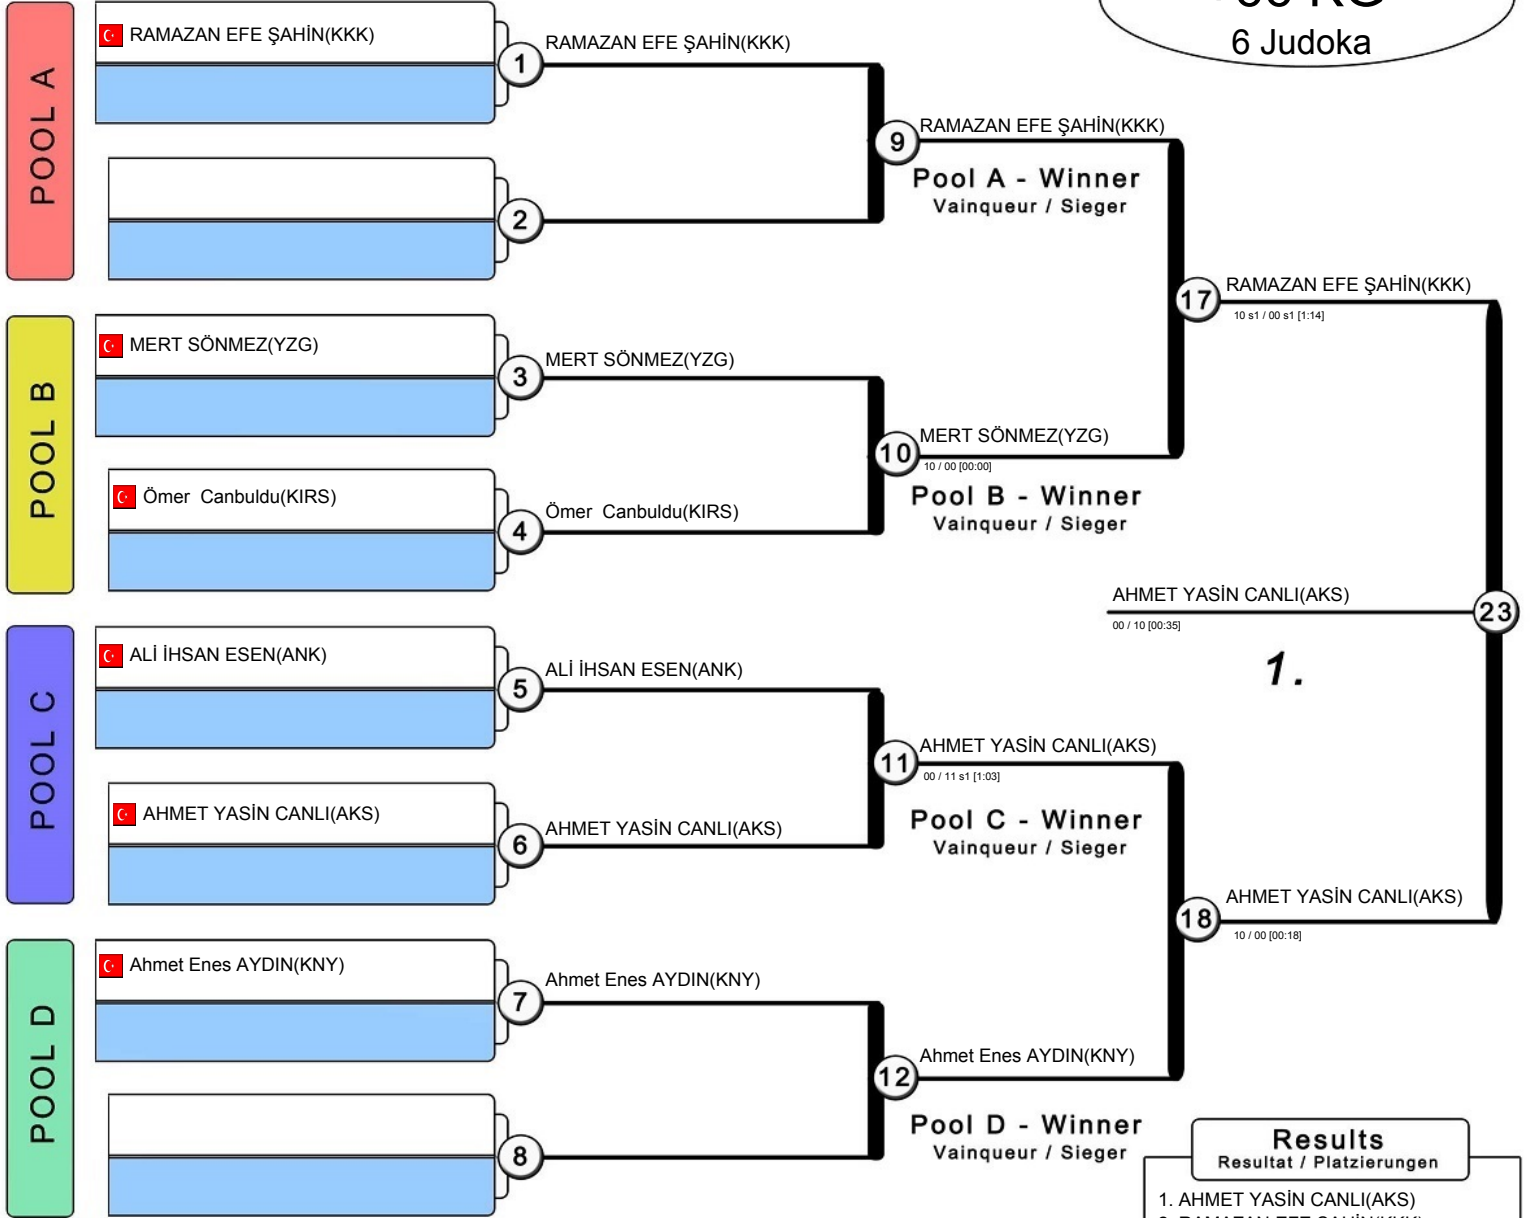 KG
6 Judoka
POOL A
RAMAZAN EFE ŞAHİN(KKK)
1
RAMAZAN EFE ŞAHİN(KKK)
2
9
RAMAZAN EFE ŞAHİN(KKK)
Pool A - Winner
Vainqueur / Sieger
POOL B
MERT SÖNMEZ(YZG)
3
MERT SÖNMEZ(YZG)
Ömer Canbuldu(KIRS)
4
Ömer Canbuldu(KIRS)
10
MERT SÖNMEZ(YZG)
10 / 00 [00:00]
Pool B - Winner
Vainqueur / Sieger
17
RAMAZAN EFE ŞAHİN(KKK)
10 s1 / 00 s1 [1:14]
AHMET YASİN CANLI(AKS)
00 / 10 [00:35]
23
1.
POOL C
ALİ İHSAN ESEN(ANK)
5
ALİ İHSAN ESEN(ANK)
AHMET YASİN CANLI(AKS)
6
AHMET YASİN CANLI(AKS)
11
AHMET YASİN CANLI(AKS)
00 / 11 s1 [1:03]
Pool C - Winner
Vainqueur / Sieger
18
AHMET YASİN CANLI(AKS)
10 / 00 [00:18]
POOL D
Ahmet Enes AYDIN(KNY)
7
Ahmet Enes AYDIN(KNY)
8
12
Ahmet Enes AYDIN(KNY)
Pool D - Winner
Vainqueur / Sieger
Results
Resultat / Platzierungen
1. AHMET YASİN CANLI(AKS)
2. RAMAZAN EFE ŞAHİN(KKK)